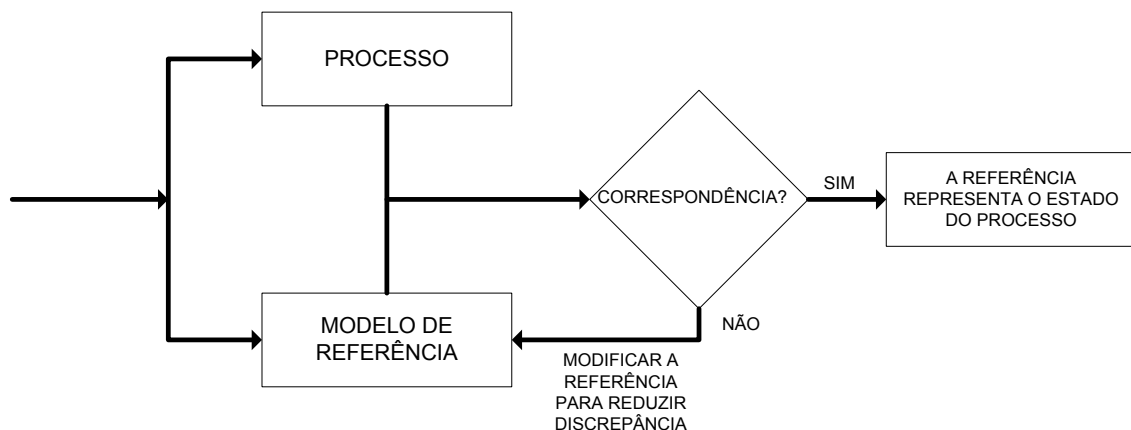 PROCESSO
CORRESPONDÊNCIA?
SIM
A REFERÊNCIA
REPRESENTA O ESTADO
DO PROCESSO
MODELO DE
REFERÊNCIA
NÃO
MODIFICAR A
REFERÊNCIA
PARA REDUZIR
DISCREPÂNCIA